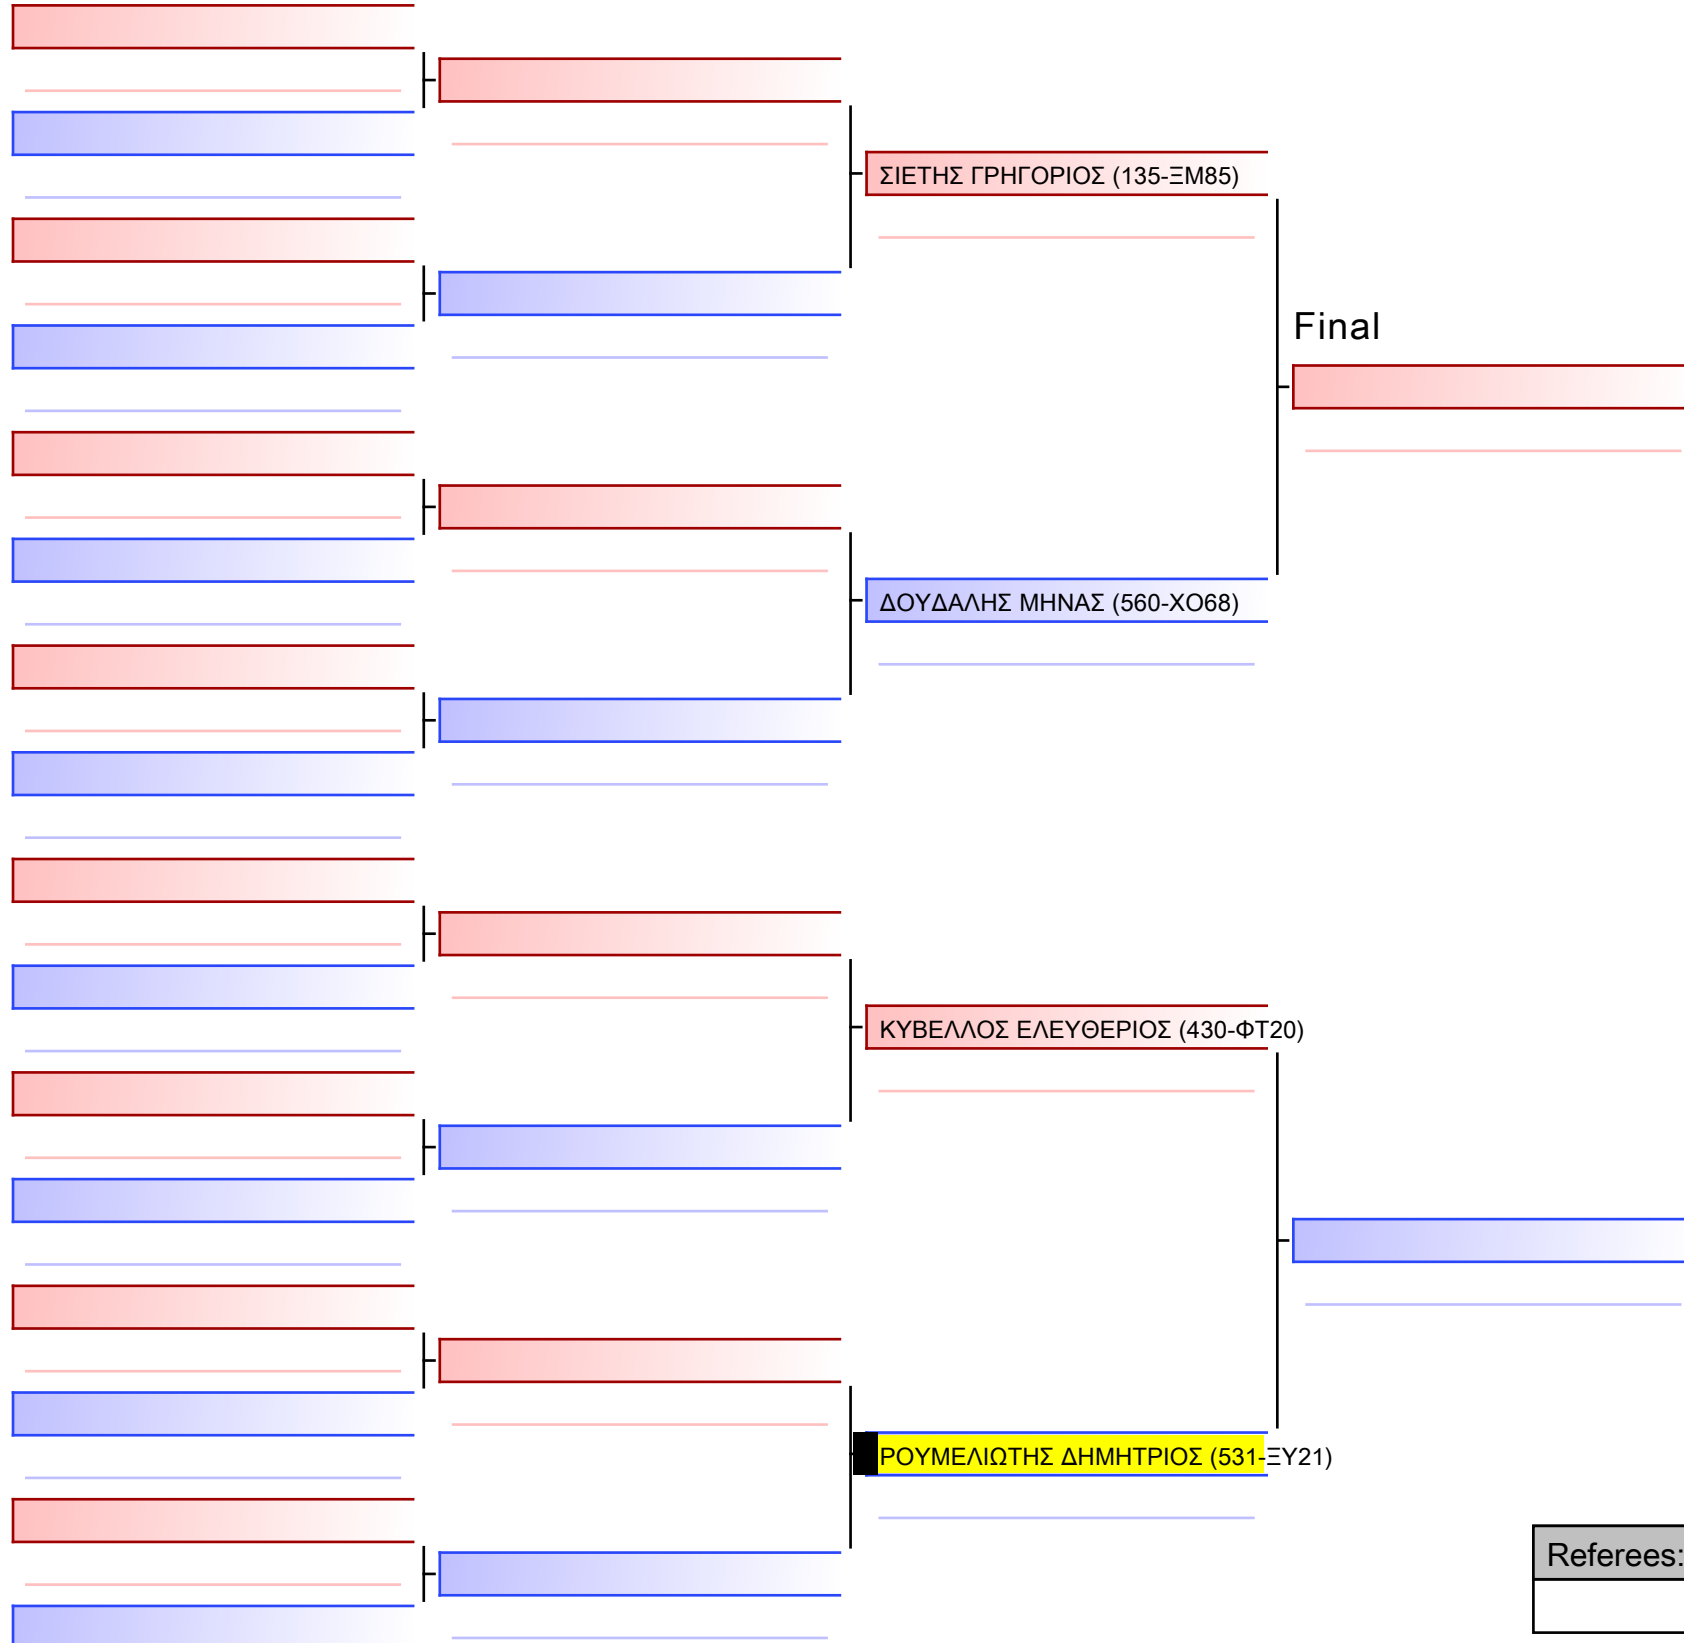 ΣΙΕΤΗΣ ΓΡΗΓΟΡΙΟΣ (135-ΞΜ85)
Final
ΔΟΥΔΑΛΗΣ ΜΗΝΑΣ (560-ΧΟ68)
ΚΥΒΕΛΛΟΣ ΕΛΕΥΘΕΡΙΟΣ (430-ΦΤ20)
ΡΟΥΜΕΛΙΩΤΗΣ ΔΗΜΗΤΡΙΟΣ (531-ΞΥ21)
Referees: